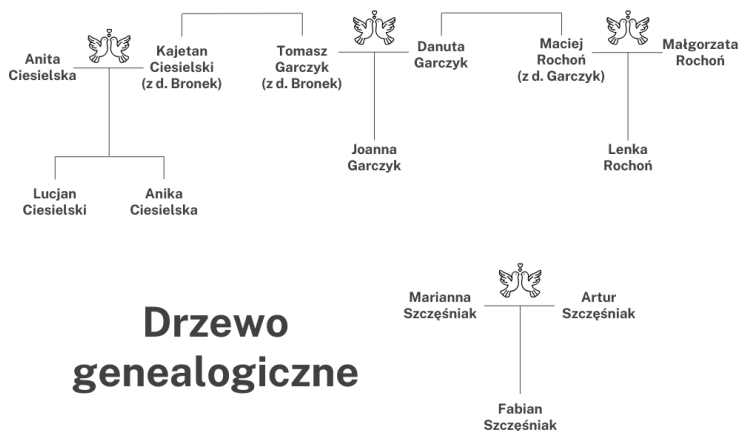 Anita
Ciesielska
Kajetan
Ciesielski
(z d. Bronek)
Tomasz
Garczyk
(z d. Bronek)
Danuta
Garczyk
Maciej
Rochoń
(z d. Garczyk)
Małgorzata
Rochoń
Joanna
Garczyk
Lenka
Rochoń
Lucjan
Ciesielski
Anika
Ciesielska
Drzewo
genealogiczne
Marianna
Szczęśniak
Artur
Szczęśniak
Fabian
Szczęśniak